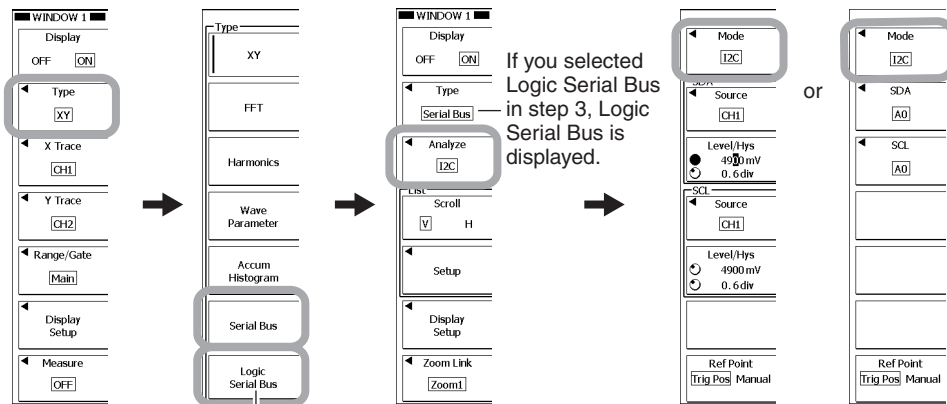 WINDOW 1
Display
OFF ON
Type
XY
X Trace
CH1
Y Trace
CH2
Range/Gate
Main
Display
Setup
Measure
OFF
Type
XY
FFT
Harmonics
Wave
Parameter
Accum
Histogram
Serial Bus
Logic
Serial Bus
WINDOW 1
Display
OFF ON
Type
Serial Bus
Analyze
I2C
List
Scroll
V H
Setup
Display
Setup
Zoom Link
Zoom1
If you selected
Logic Serial Bus
in step 3, Logic
Serial Bus is
displayed.
Mode
I2C
SDA
Source
CH1
Level/Hys
4900mV
0.6div
SCL
Source
CH1
Level/Hys
4900mV
0.6div
Ref Point
Trig Pos Manual
or
Mode
I2C
SDA
A0
SCL
A0
Ref Point
Trig Pos Manual